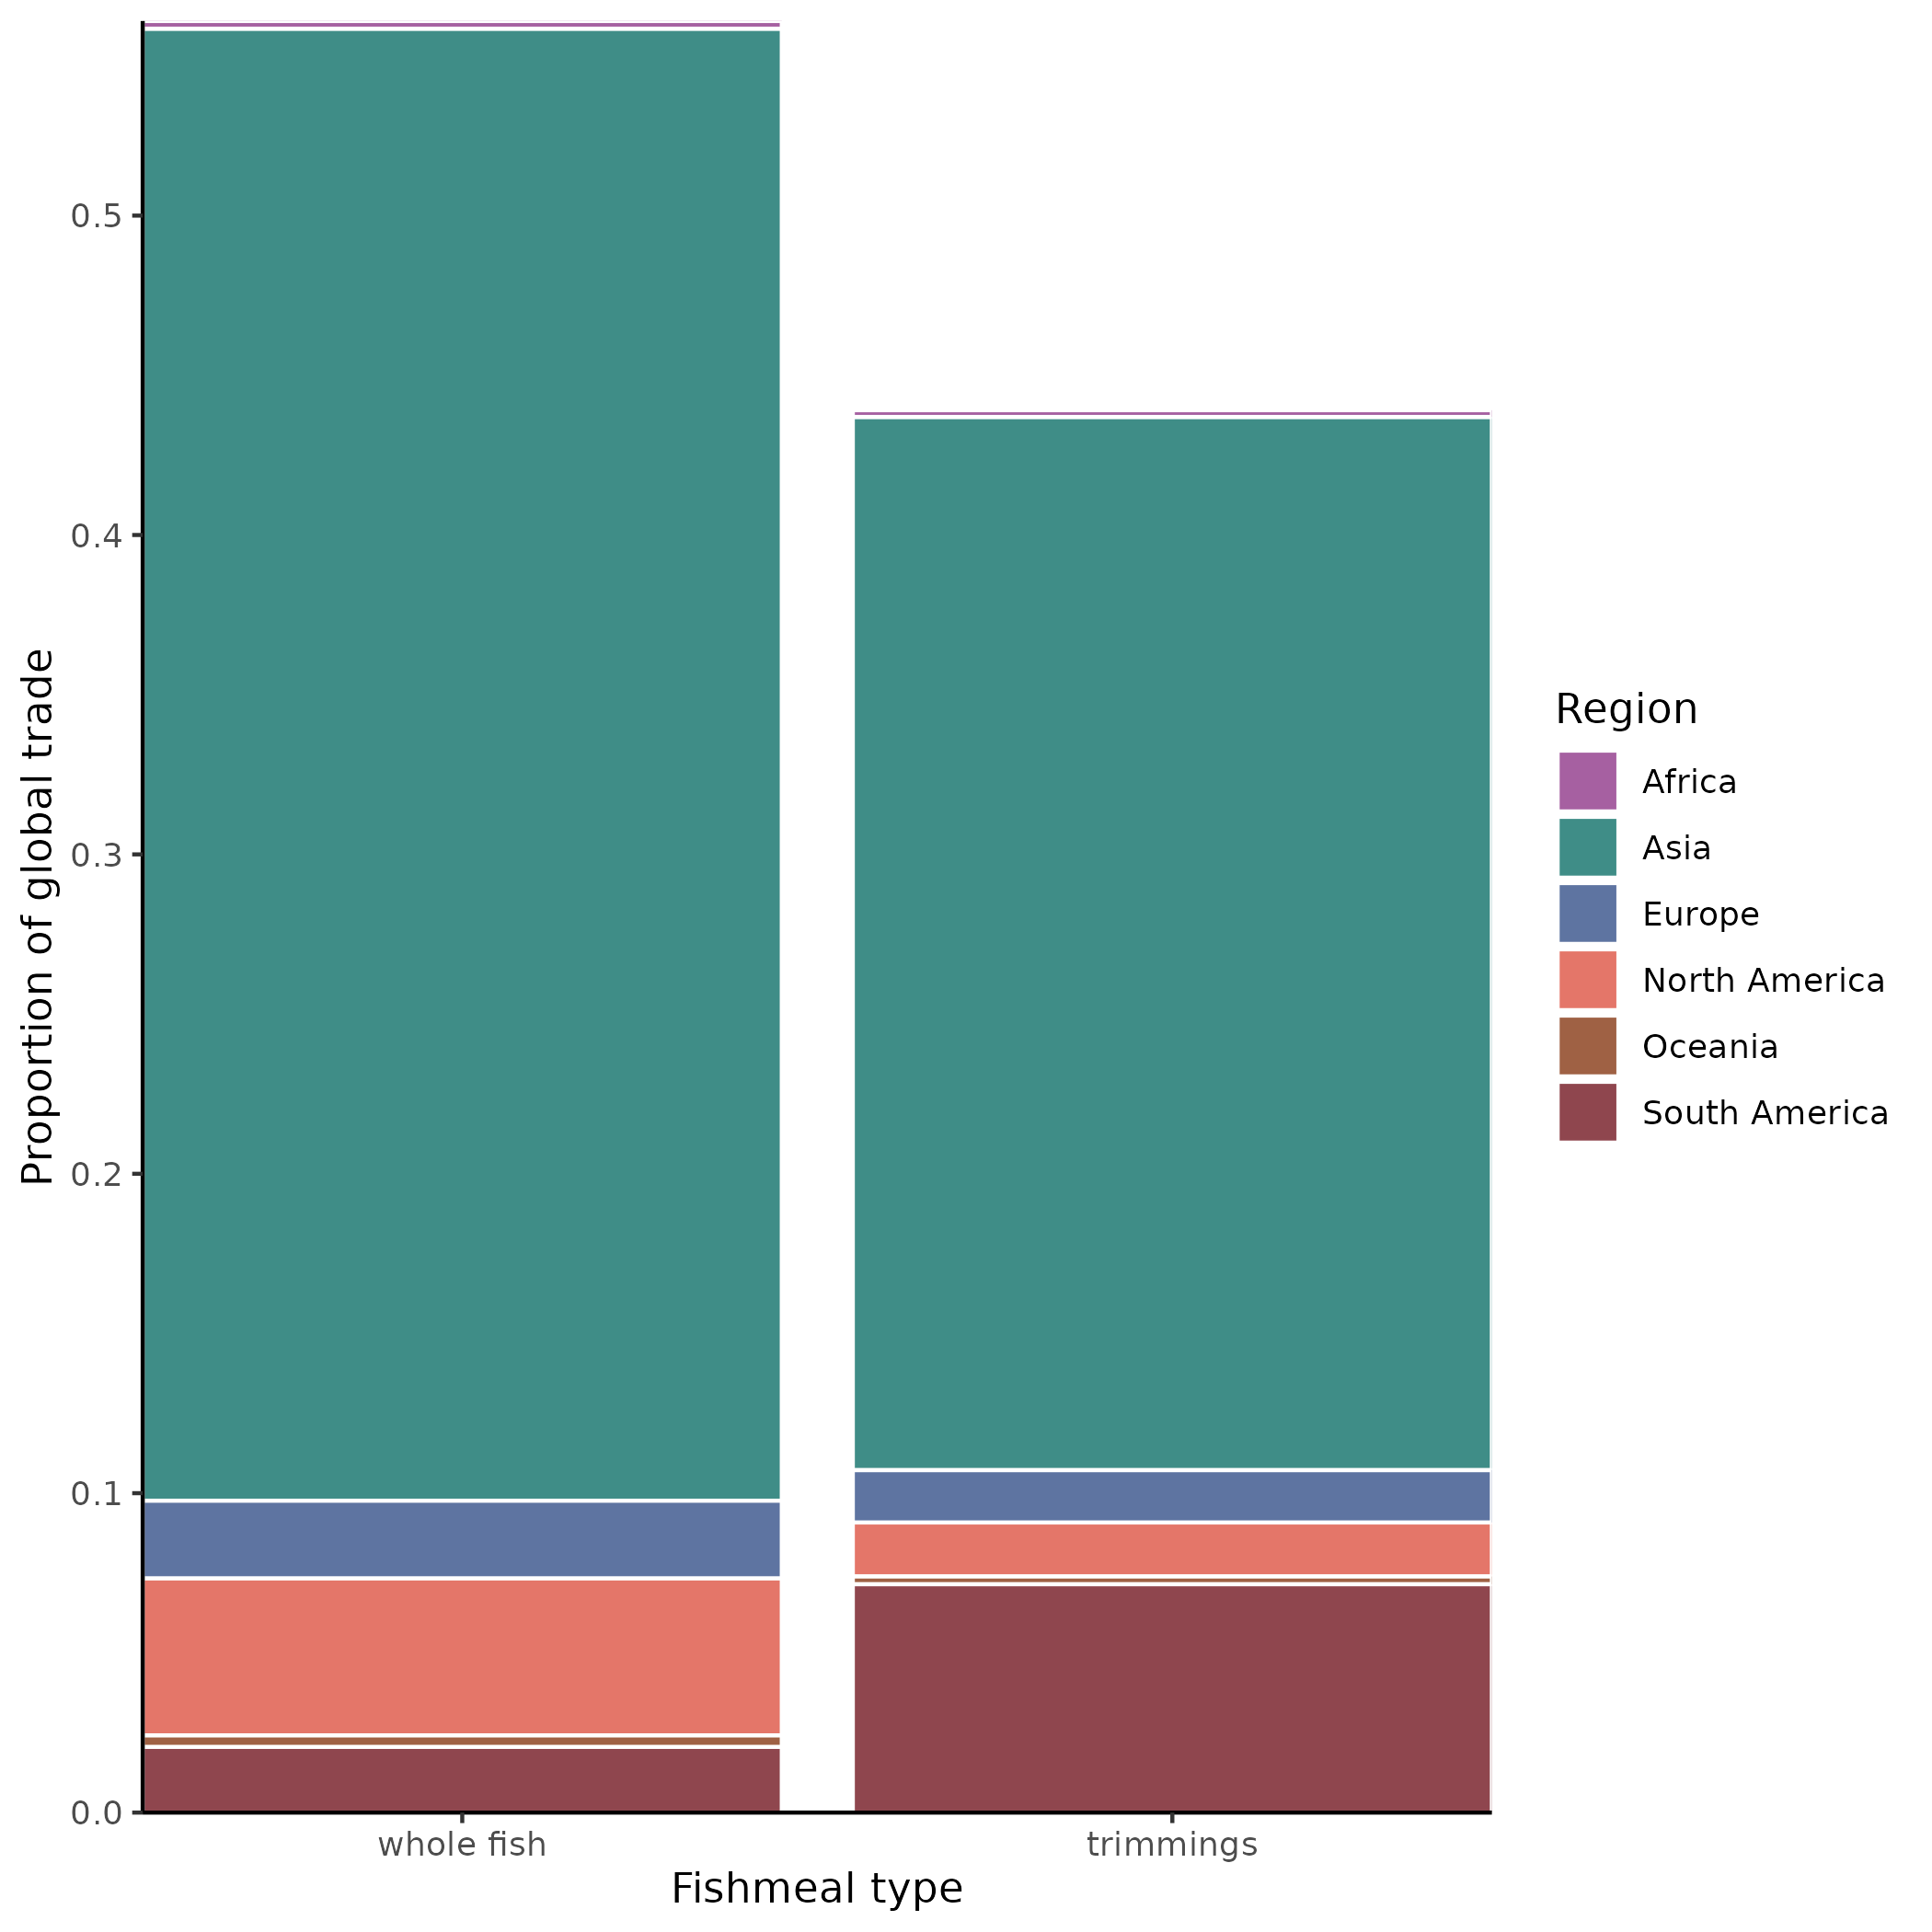 Proportion of global trade
0.5
0.4
0.3
0.2
0.1
0.0
whole fish
trimmings
Fishmeal type
Region
Africa
Asia
Europe
North America
Oceania
South America